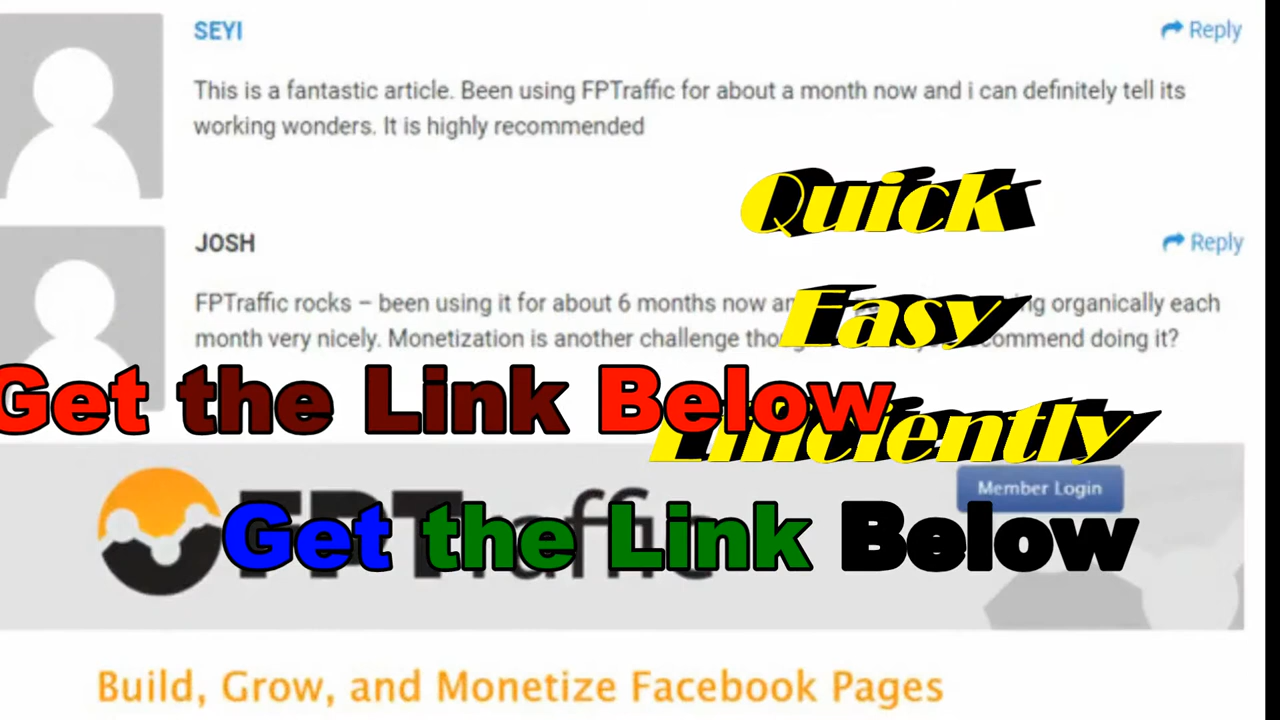 SEYI
Reply
This is a fantastic article. Been using FPTraffic for about a month now and i can definitely tell its
working wonders. It is highly recommended
Quick
JOSH
Reply
FPTraffic rocks – been using it for about 6 months now organically each
Easy
month very nicely. Monetization is another challenge recommend doing it?
Get the Link Below
Efficiently
Member Login
FPTraffic
Get the Link Below
Build, Grow, and Monetize Facebook Pages